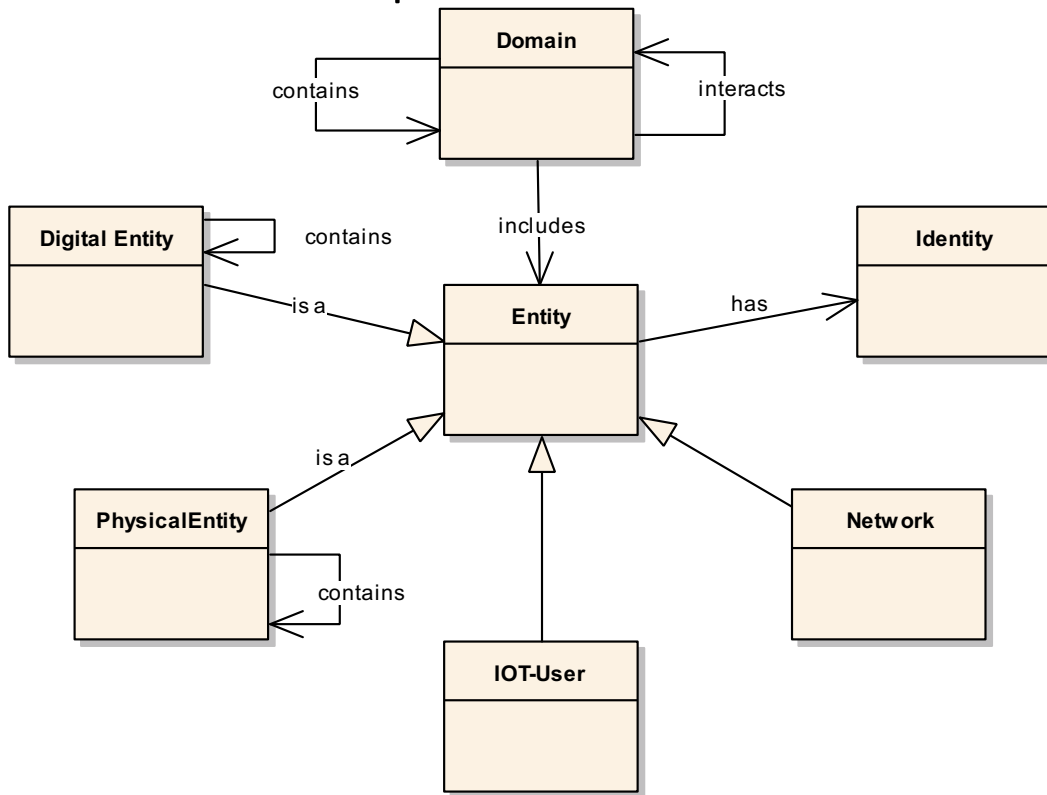 Domain
contains
interacts
includes
Digital Entity
contains
Identity
is a
Entity
has
is a
PhysicalEntity
contains
Network
IOT-User